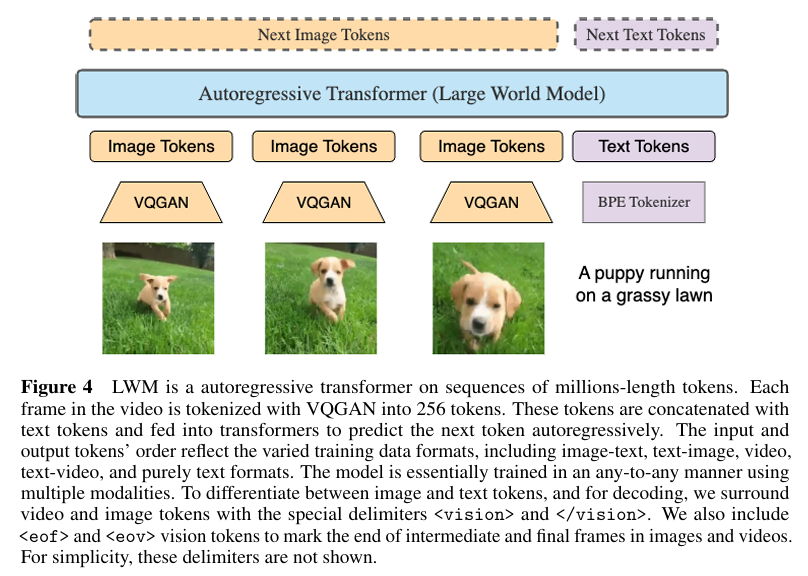 Next Image Tokens
Next Text Tokens
Autoregressive Transformer (Large World Model)
Image Tokens
Image Tokens
Image Tokens
Text Tokens
VQGAN
VQGAN
VQGAN
BPE Tokenizer
A puppy running
on a grassy lawn
Figure 4 LWM is a autoregressive transformer on sequences of millions-length tokens. Each
frame in the video is tokenized with VQGAN into 256 tokens. These tokens are concatenated with
text tokens and fed into transformers to predict the next token autoregressively. The input and
output tokens' order reflect the varied training data formats, including image-text, text-image, video,
text-video, and purely text formats. The model is essentially trained in an any-to-any manner using
multiple modalities. To differentiate between image and text tokens, and for decoding, we surround
video and image tokens with the special delimiters <vision> and </vision>. We also include
<eof> and <eov> vision tokens to mark the end of intermediate and final frames in images and videos.
For simplicity, these delimiters are not shown.